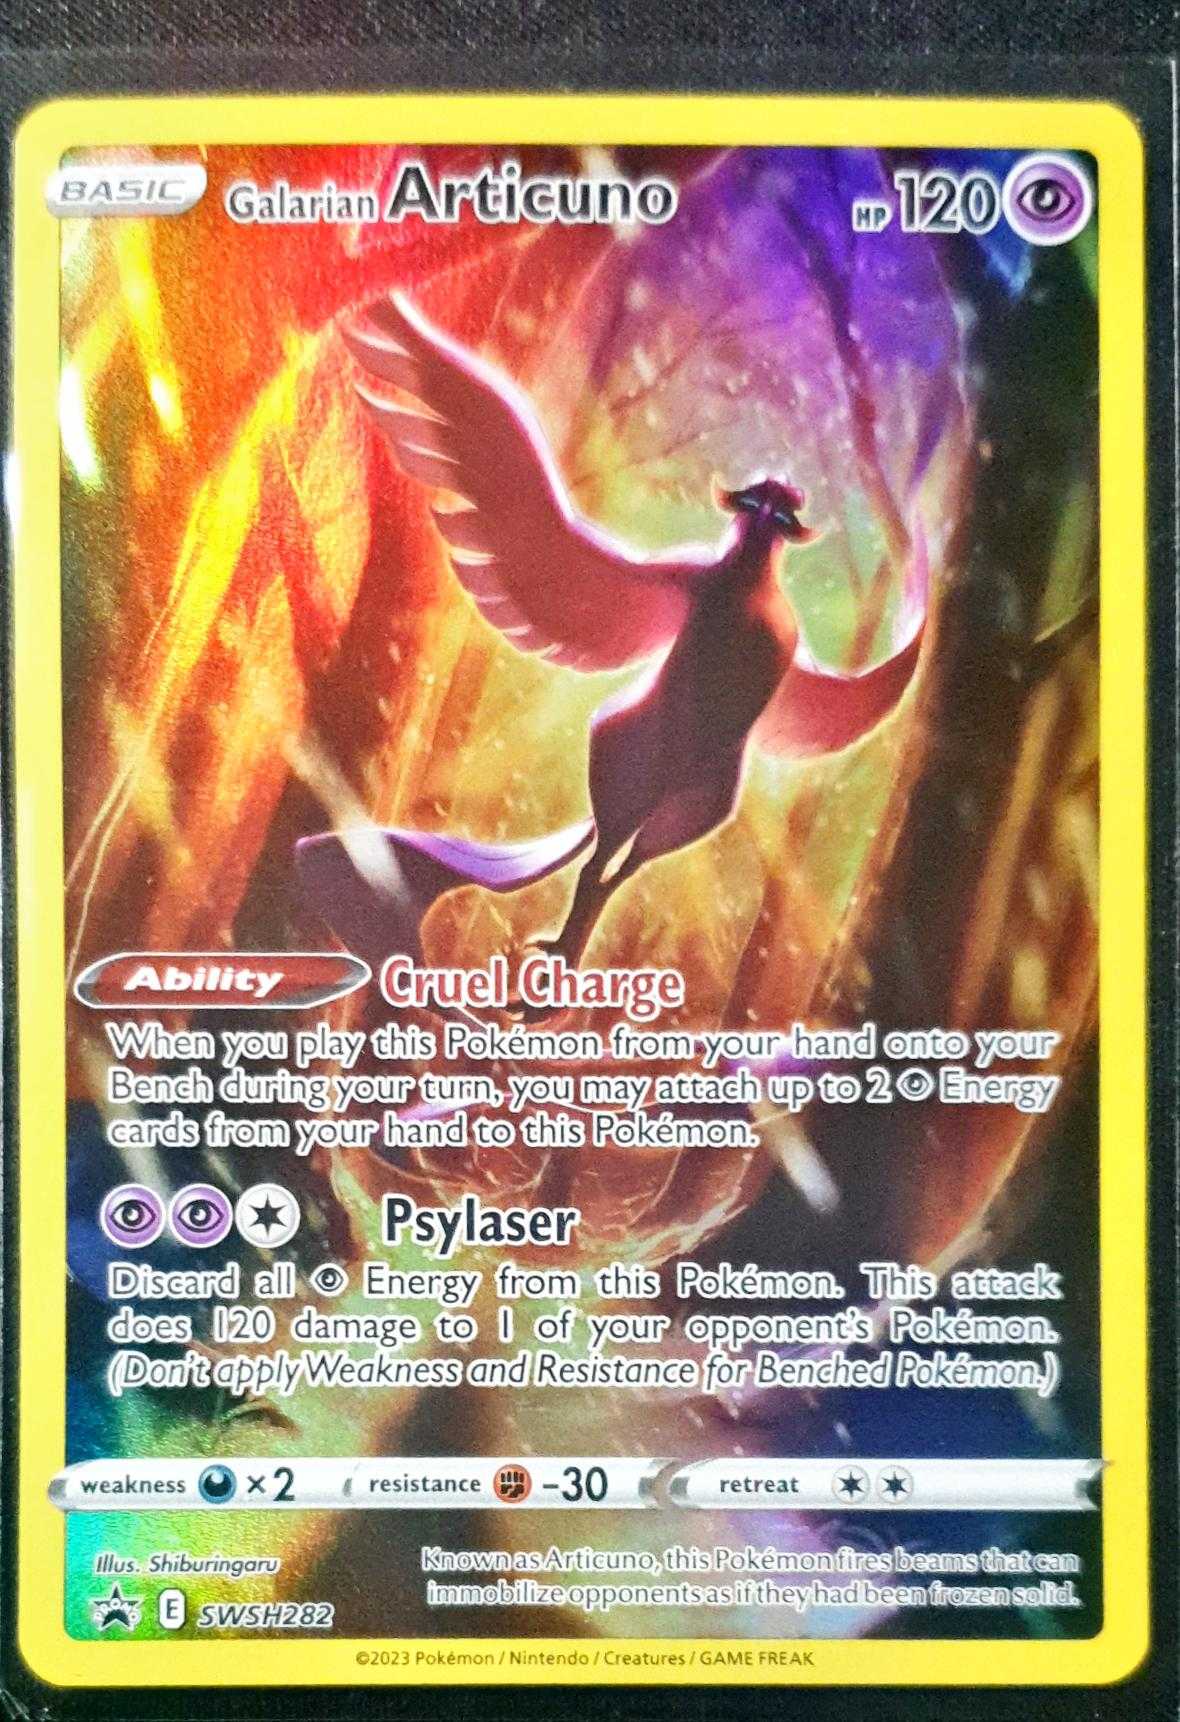 BASIC Galarian Articuno HP 120
Ability Cruel Charge
When you play this Pokémon from your hand onto your
Bench during your turn, you may attach up to 2 Energy
cards from your hand to this Pokémon.
Psylaser
Discard all Energy from this Pokémon. This attack
does 120 damage to 1 of your opponent's Pokémon.
(Don't apply Weakness and Resistance for Benched Pokémon.)
weakness ×2 resistance -30 retreat
Illus. Shiburingaru
E SWSH282
Known as Articuno, this Pokémon fires beams that can
immobilize opponents as if they had been frozen solid.
©2023 Pokémon / Nintendo / Creatures / GAME FREAK